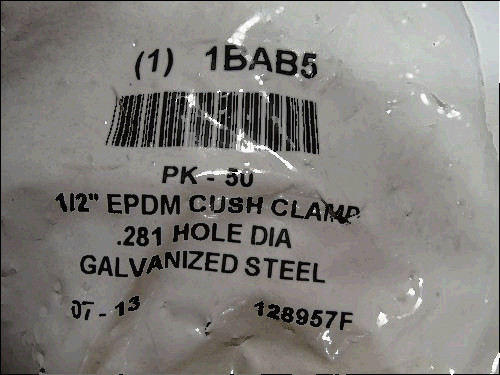 (1) 1BAB5
PK - 50
1/2" EPDM CUSH CLAMP
.281 HOLE DIA
GALVANIZED STEEL
07 - 13 128957F